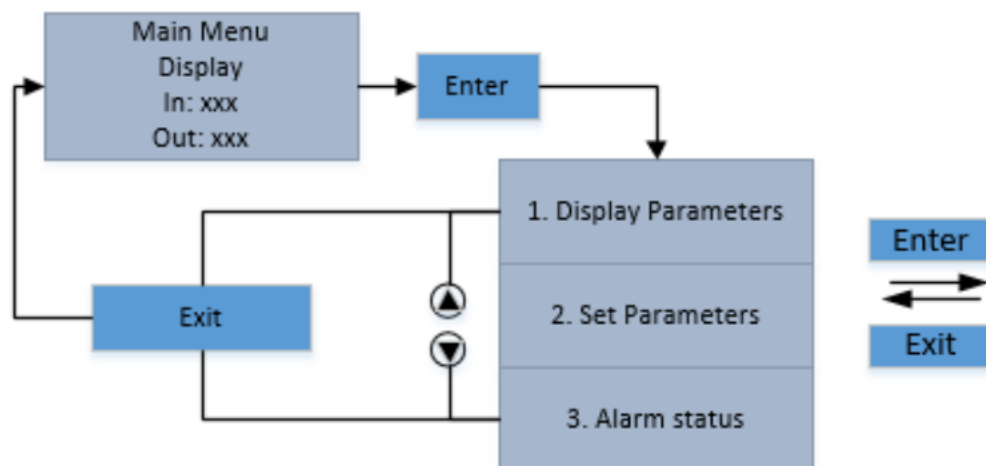 Main Menu
Display
In: xxx
Out: xxx
Enter
1. Display Parameters
2. Set Parameters
3. Alarm status
Exit
Enter
Exit